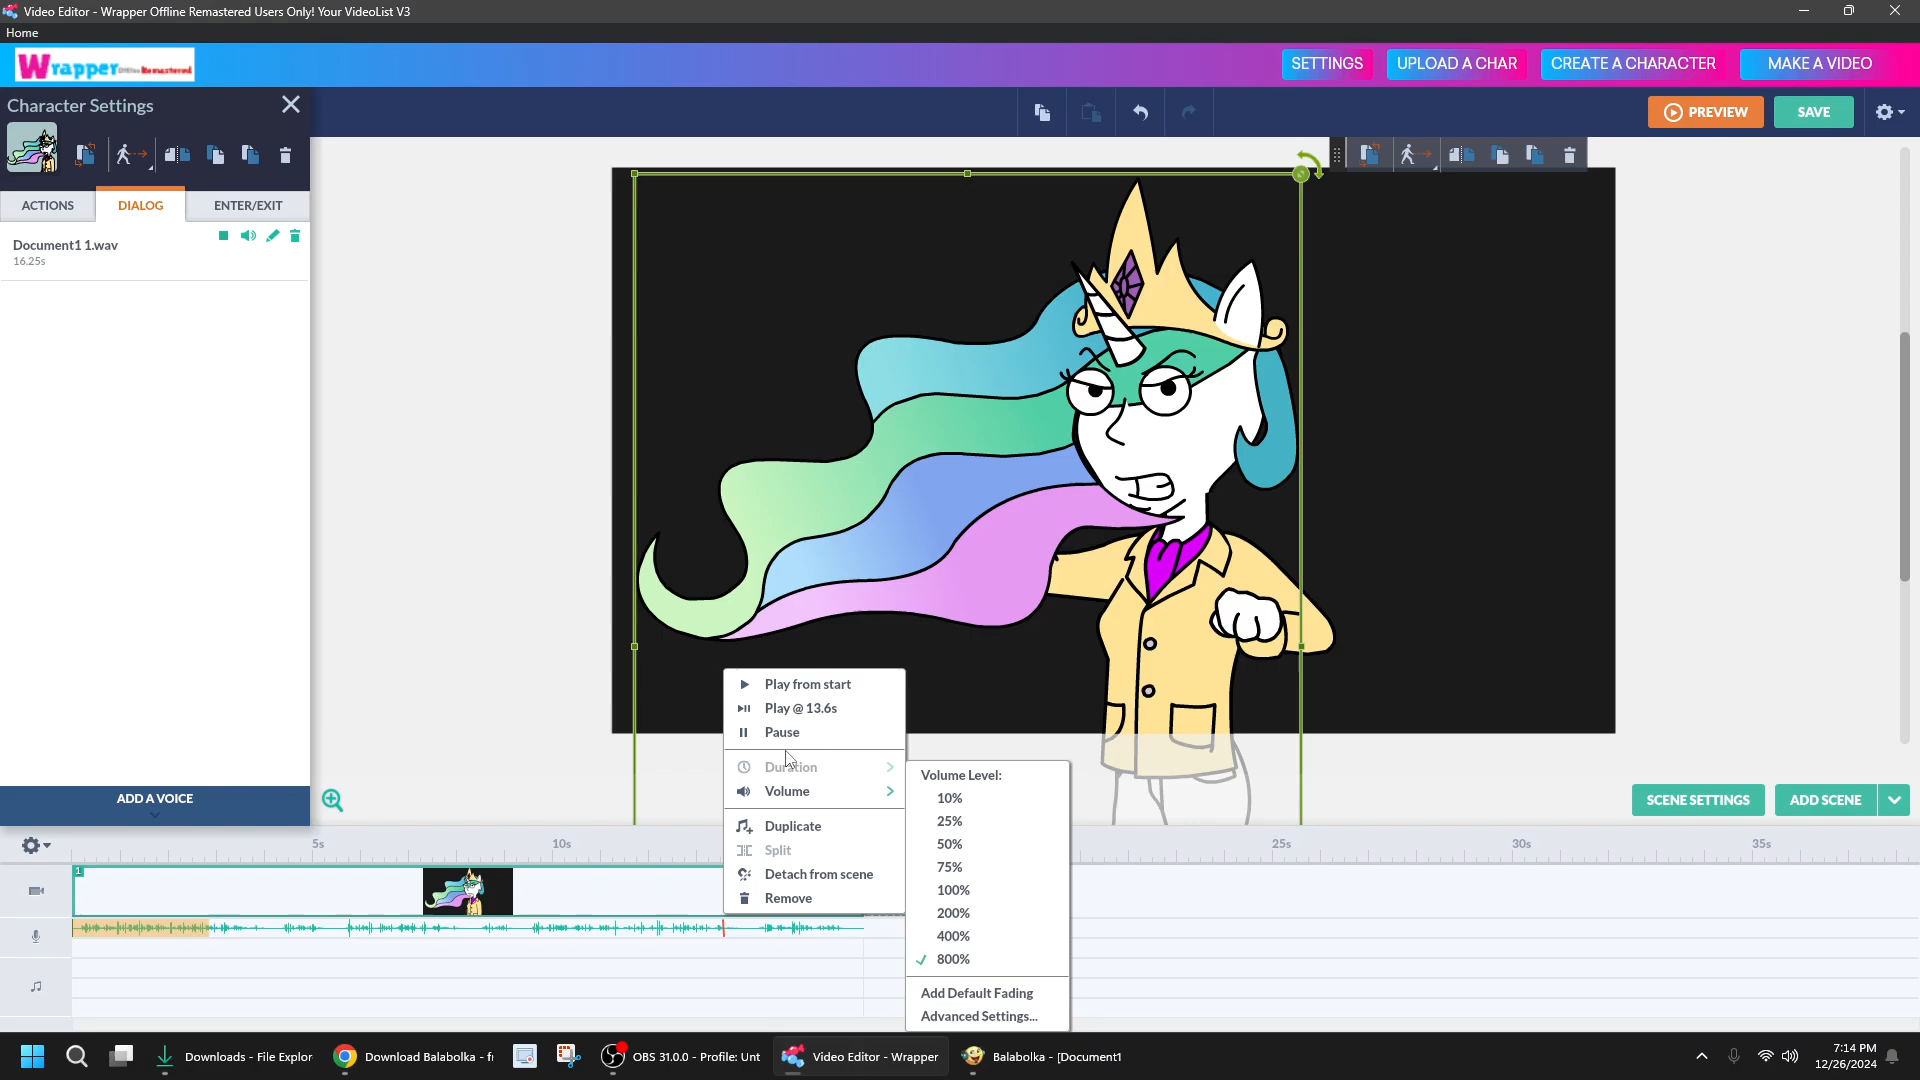 Video Editor - Wrapper Offline Remastered Users Only! Your VideoList V3
Home
Wrapper Offline Remastered
SETTINGS
UPLOAD A CHAR
CREATE A CHARACTER
MAKE A VIDEO
Character Settings
PREVIEW
SAVE
ACTIONS
DIALOG
ENTER/EXIT
Document1 1.wav
16.25s
Play from start
Play @ 13.6s
Pause
Duration
Volume
Duplicate
Split
Detach from scene
Remove
Volume Level:
10%
25%
50%
75%
100%
200%
400%
800%
Add Default Fading
Advanced Settings...
ADD A VOICE
SCENE SETTINGS
ADD SCENE
5s
10s
25s
30s
35s
1
Downloads - File Explor
Download Balabolka - fr
OBS 31.0.0 - Profile: Unt
Video Editor - Wrapper
Balabolka - [Document1
7:14 PM
12/26/2024